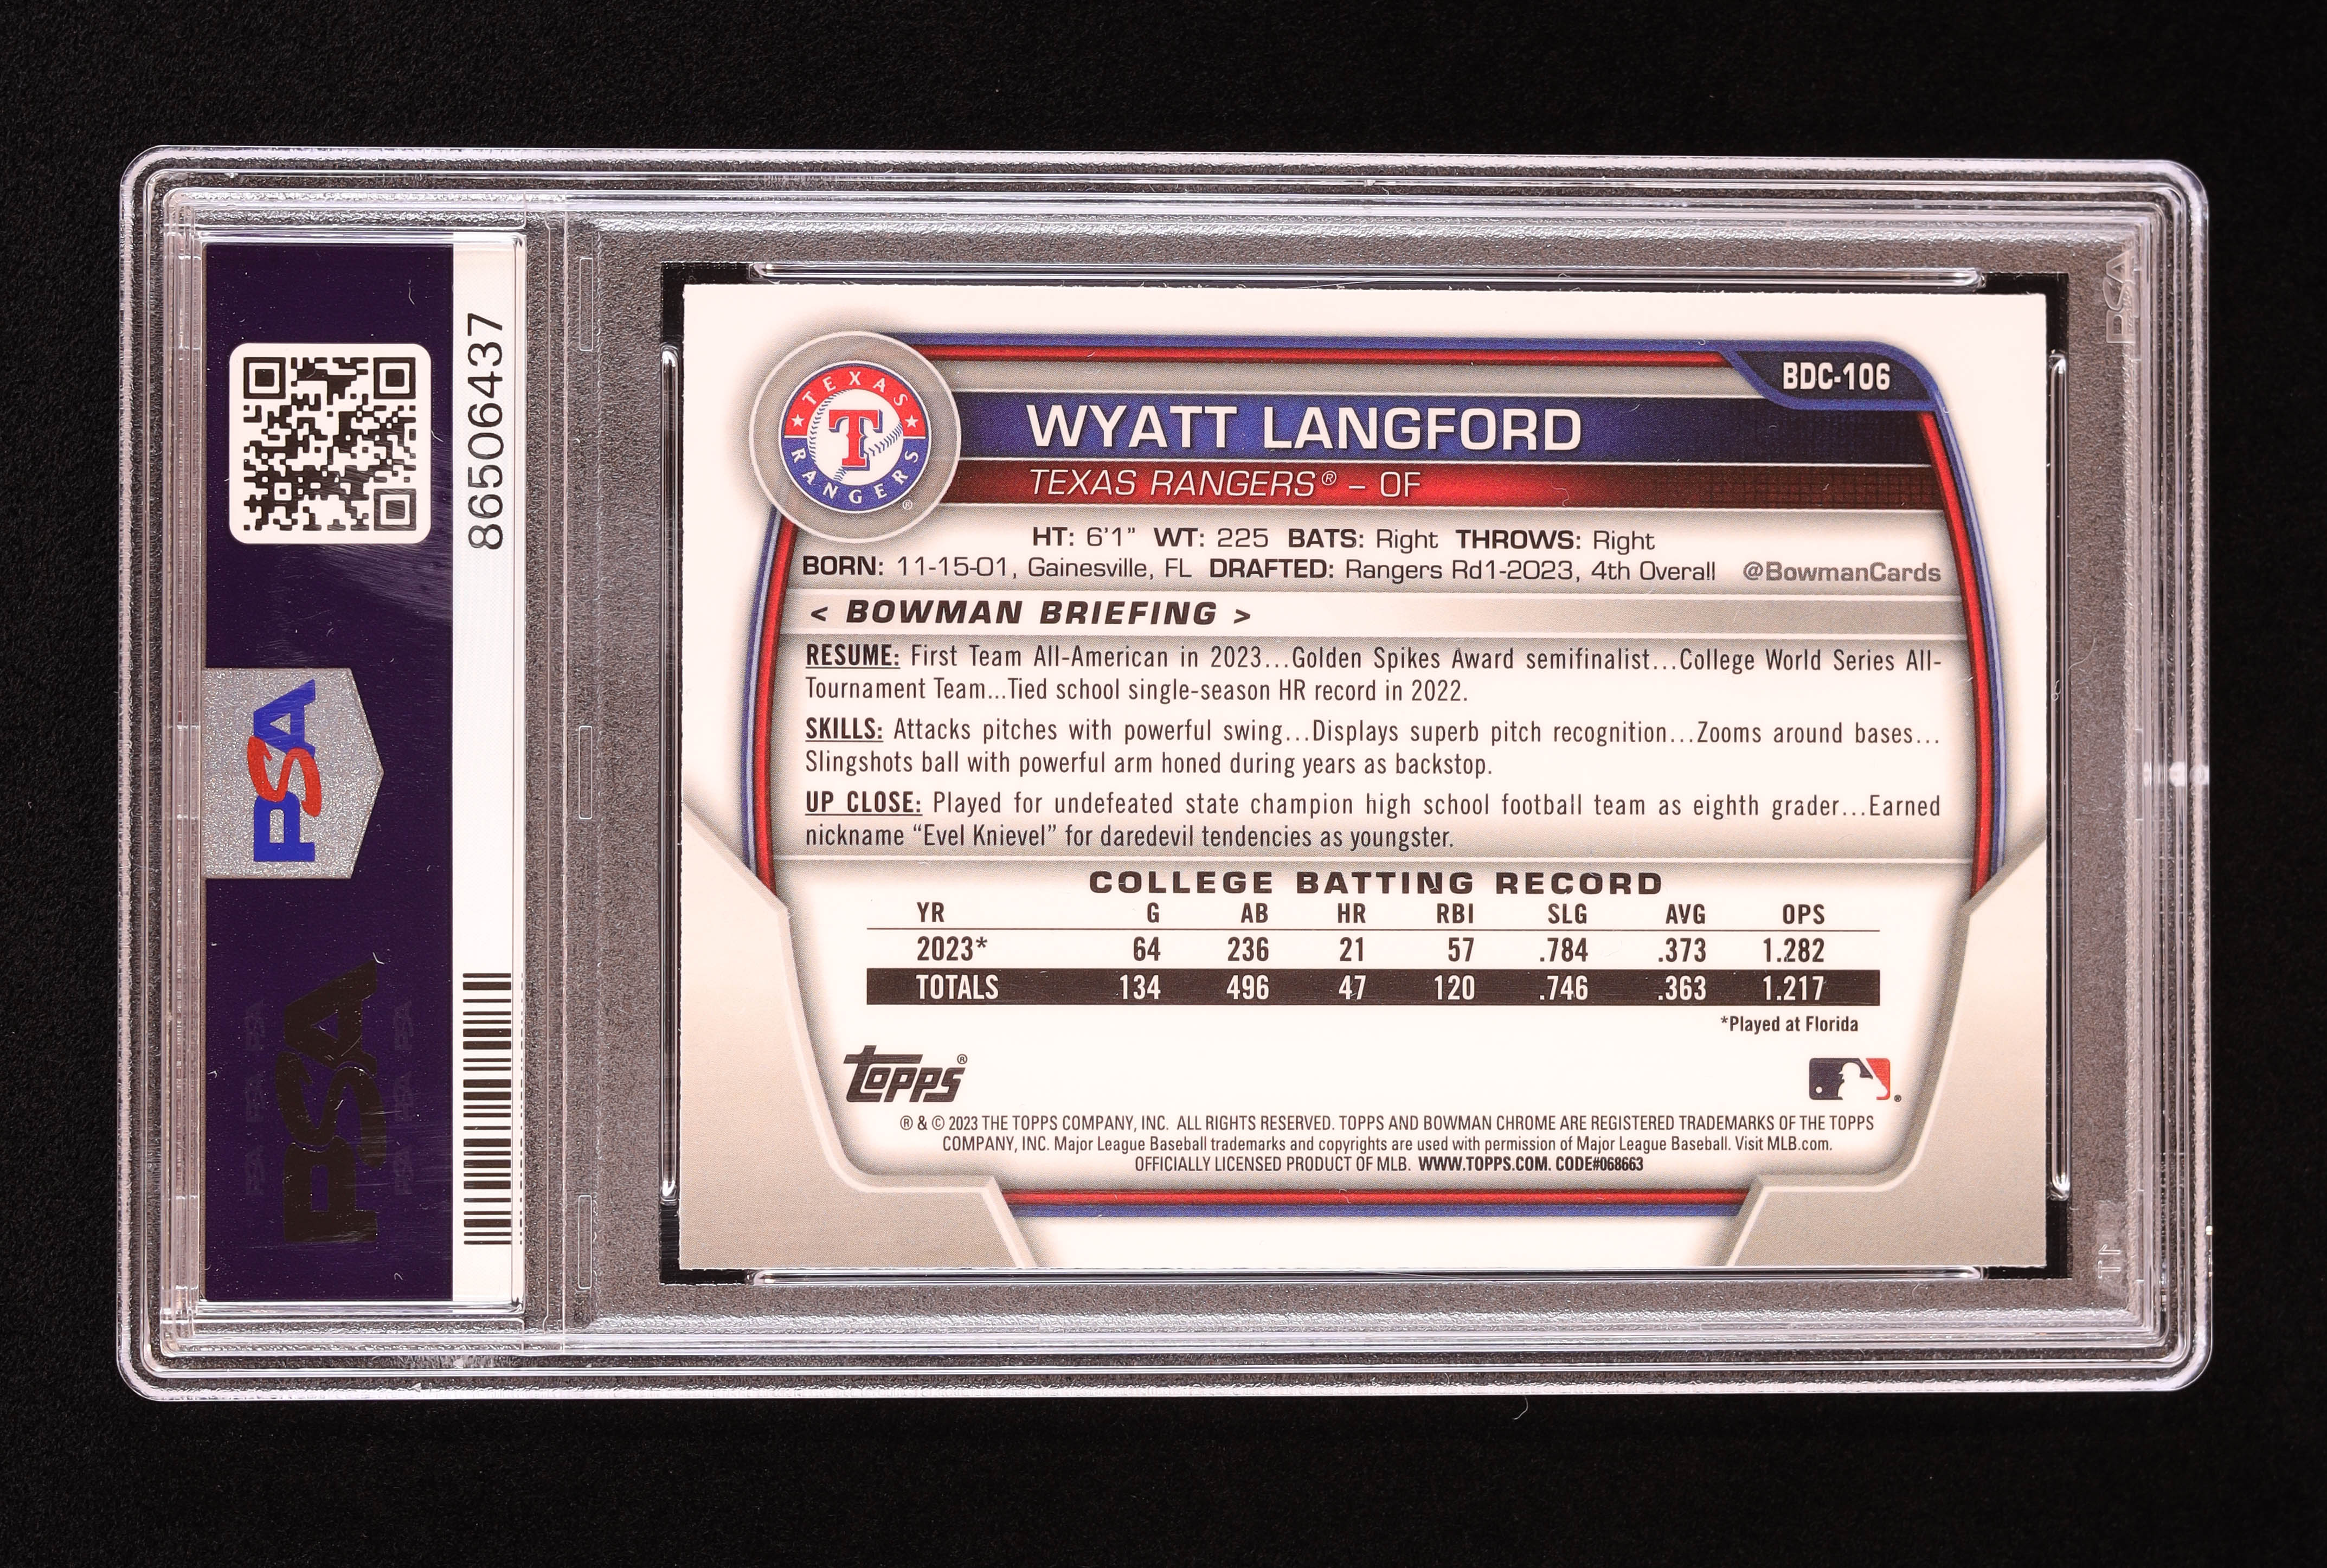 86506437
PSA
PSA
PSA
TEXAS
T
RANGERS
®
BDC-106
WYATT LANGFORD
TEXAS RANGERS® – OF
HT: 6'1" WT: 225 BATS: Right THROWS: Right
BORN: 11-15-01, Gainesville, FL DRAFTED: Rangers Rd1-2023, 4th Overall @BowmanCards
< BOWMAN BRIEFING >
RESUME: First Team All-American in 2023...Golden Spikes Award semifinalist...College World Series All-
Tournament Team...Tied school single-season HR record in 2022.
SKILLS: Attacks pitches with powerful swing...Displays superb pitch recognition...Zooms around bases...
Slingshots ball with powerful arm honed during years as backstop.
UP CLOSE: Played for undefeated state champion high school football team as eighth grader...Earned
nickname “Evel Knievel” for daredevil tendencies as youngster.
COLLEGE BATTING RECORD
YR G AB HR RBI SLG AVG OPS
2023* 64 236 21 57 .784 .373 1.282
TOTALS 134 496 47 120 .746 .363 1.217
*Played at Florida
topps®
® & © 2023 THE TOPPS COMPANY, INC. ALL RIGHTS RESERVED. TOPPS AND BOWMAN CHROME ARE REGISTERED TRADEMARKS OF THE TOPPS
COMPANY, INC. Major League Baseball trademarks and copyrights are used with permission of Major League Baseball. Visit MLB.com.
OFFICIALLY LICENSED PRODUCT OF MLB. WWW.TOPPS.COM. CODE#068663